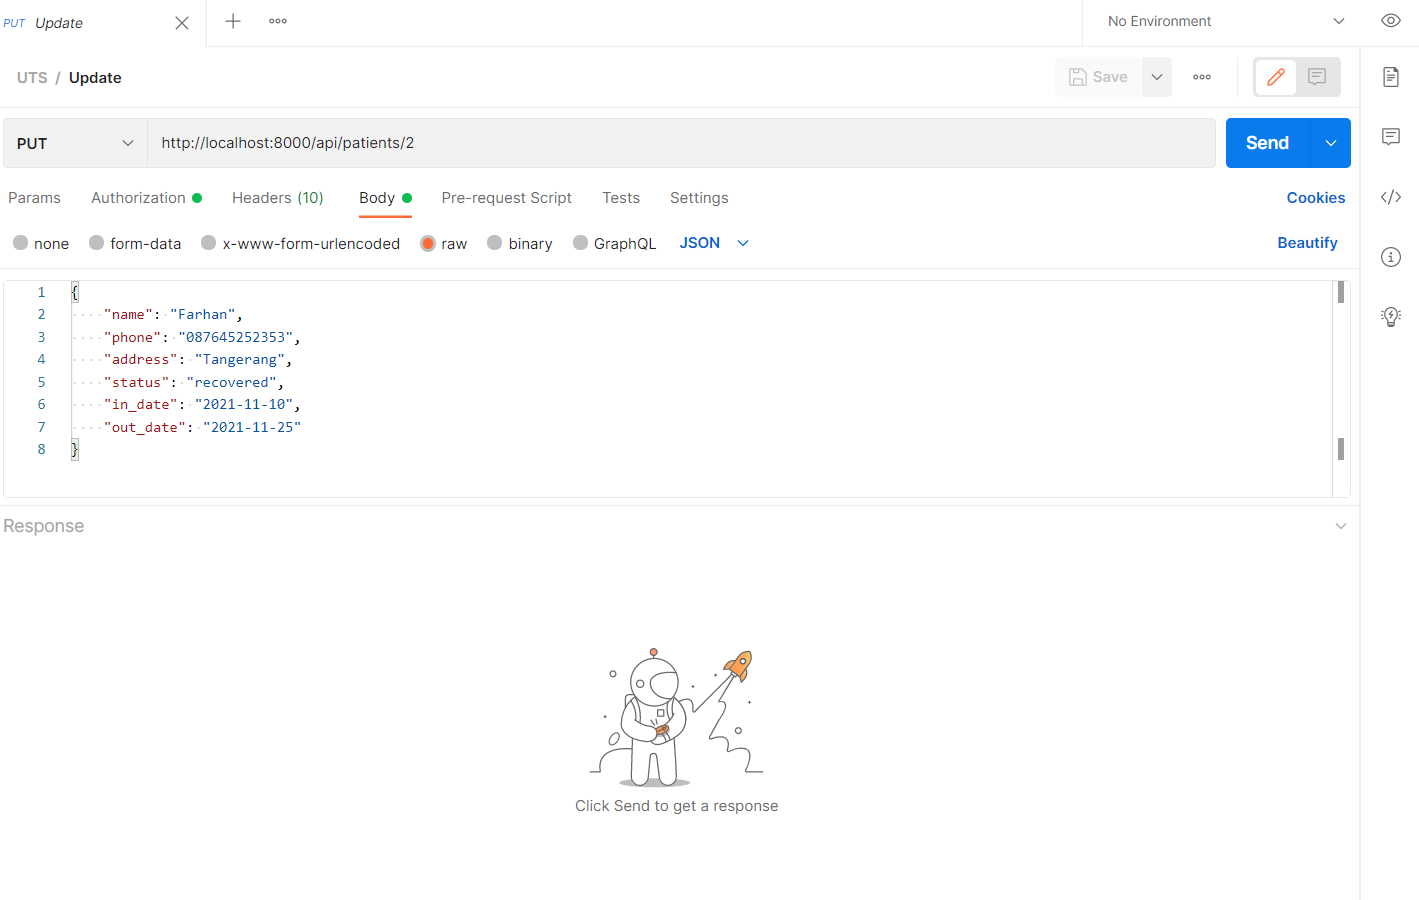 PUT Update
No Environment
UTS / Update
Save
PUT http://localhost:8000/api/patients/2 Send
Params Authorization Headers (10) Body Pre-request Script Tests Settings Cookies
none form-data x-www-form-urlencoded raw binary GraphQL JSON Beautify
1 {
2 "name": "Farhan",
3 "phone": "087645252353",
4 "address": "Tangerang",
5 "status": "recovered",
6 "in_date": "2021-11-10",
7 "out_date": "2021-11-25"
8 }
Response
Click Send to get a response